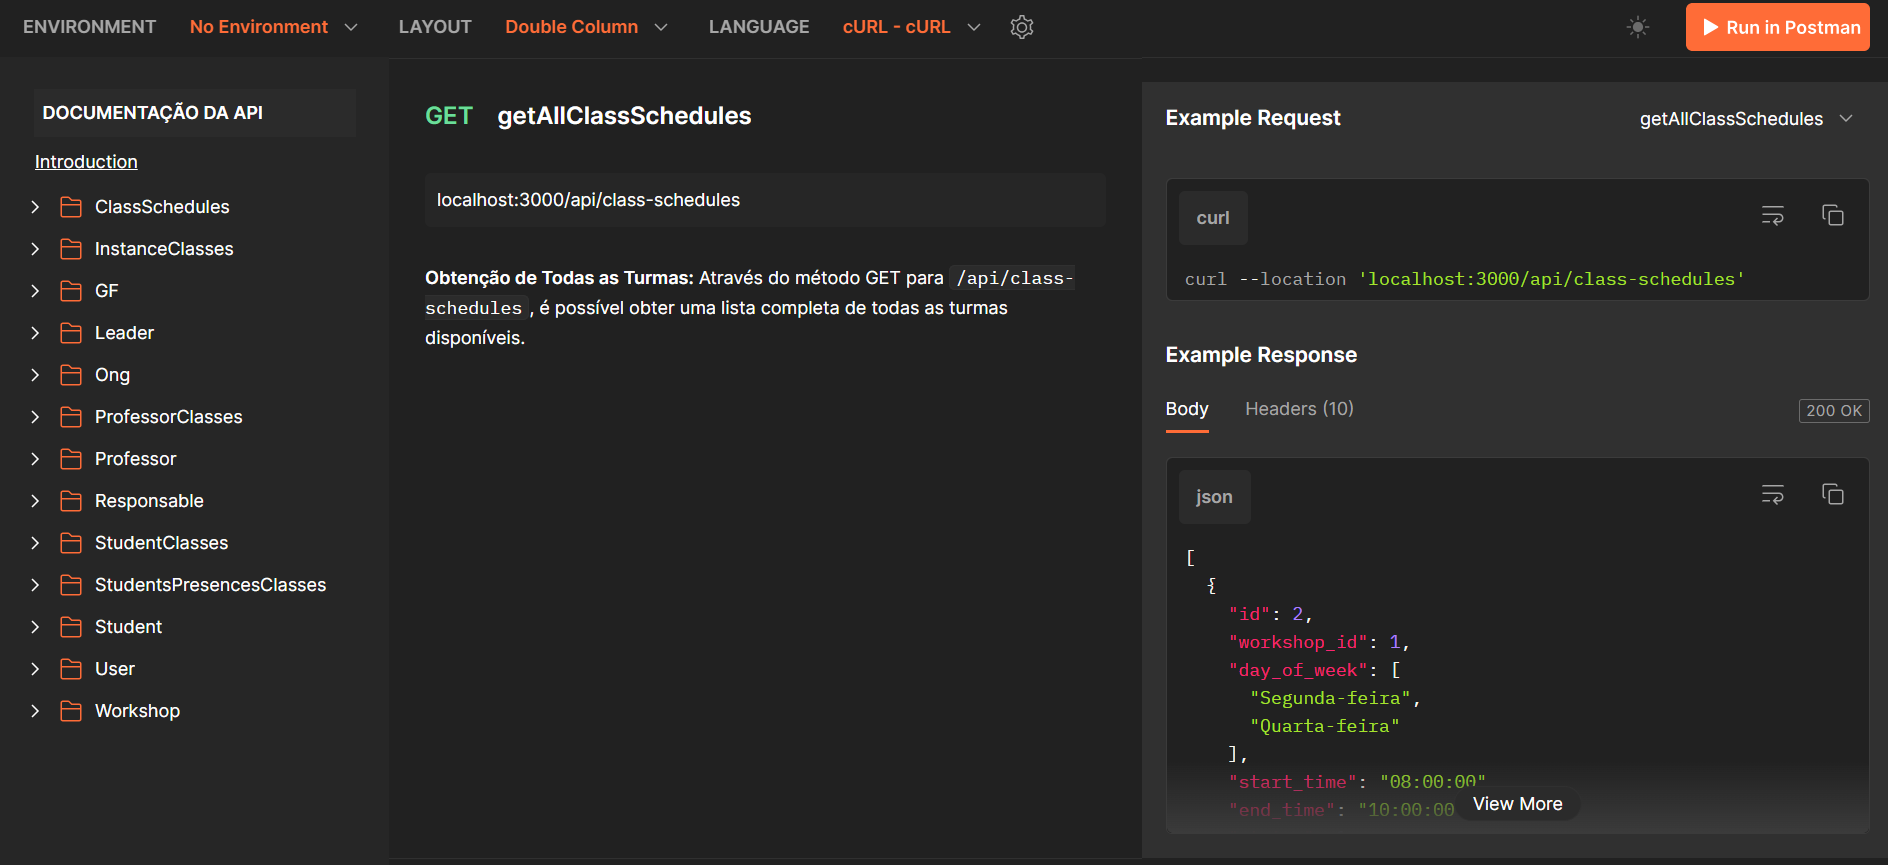 ENVIRONMENT No Environment LAYOUT Double Column LANGUAGE cURL - cURL Run in Postman
DOCUMENTAÇÃO DA API
Introduction
ClassSchedules
InstanceClasses
GF
Leader
Ong
ProfessorClasses
Professor
Responsable
StudentClasses
StudentsPresencesClasses
Student
User
Workshop
GET getAllClassSchedules
localhost:3000/api/class-schedules
Obtenção de Todas as Turmas: Através do método GET para /api/class-
schedules , é possível obter uma lista completa de todas as turmas
disponíveis.
Example Request getAllClassSchedules
curl
curl --location 'localhost:3000/api/class-schedules'
Example Response
Body Headers (10) 200 OK
json
[
{
"id": 2,
"workshop_id": 1,
"day_of_week": [
"Segunda-feira",
"Quarta-feira"
],
"start_time": "08:00:00"
"end_time": "10:00:00
View More